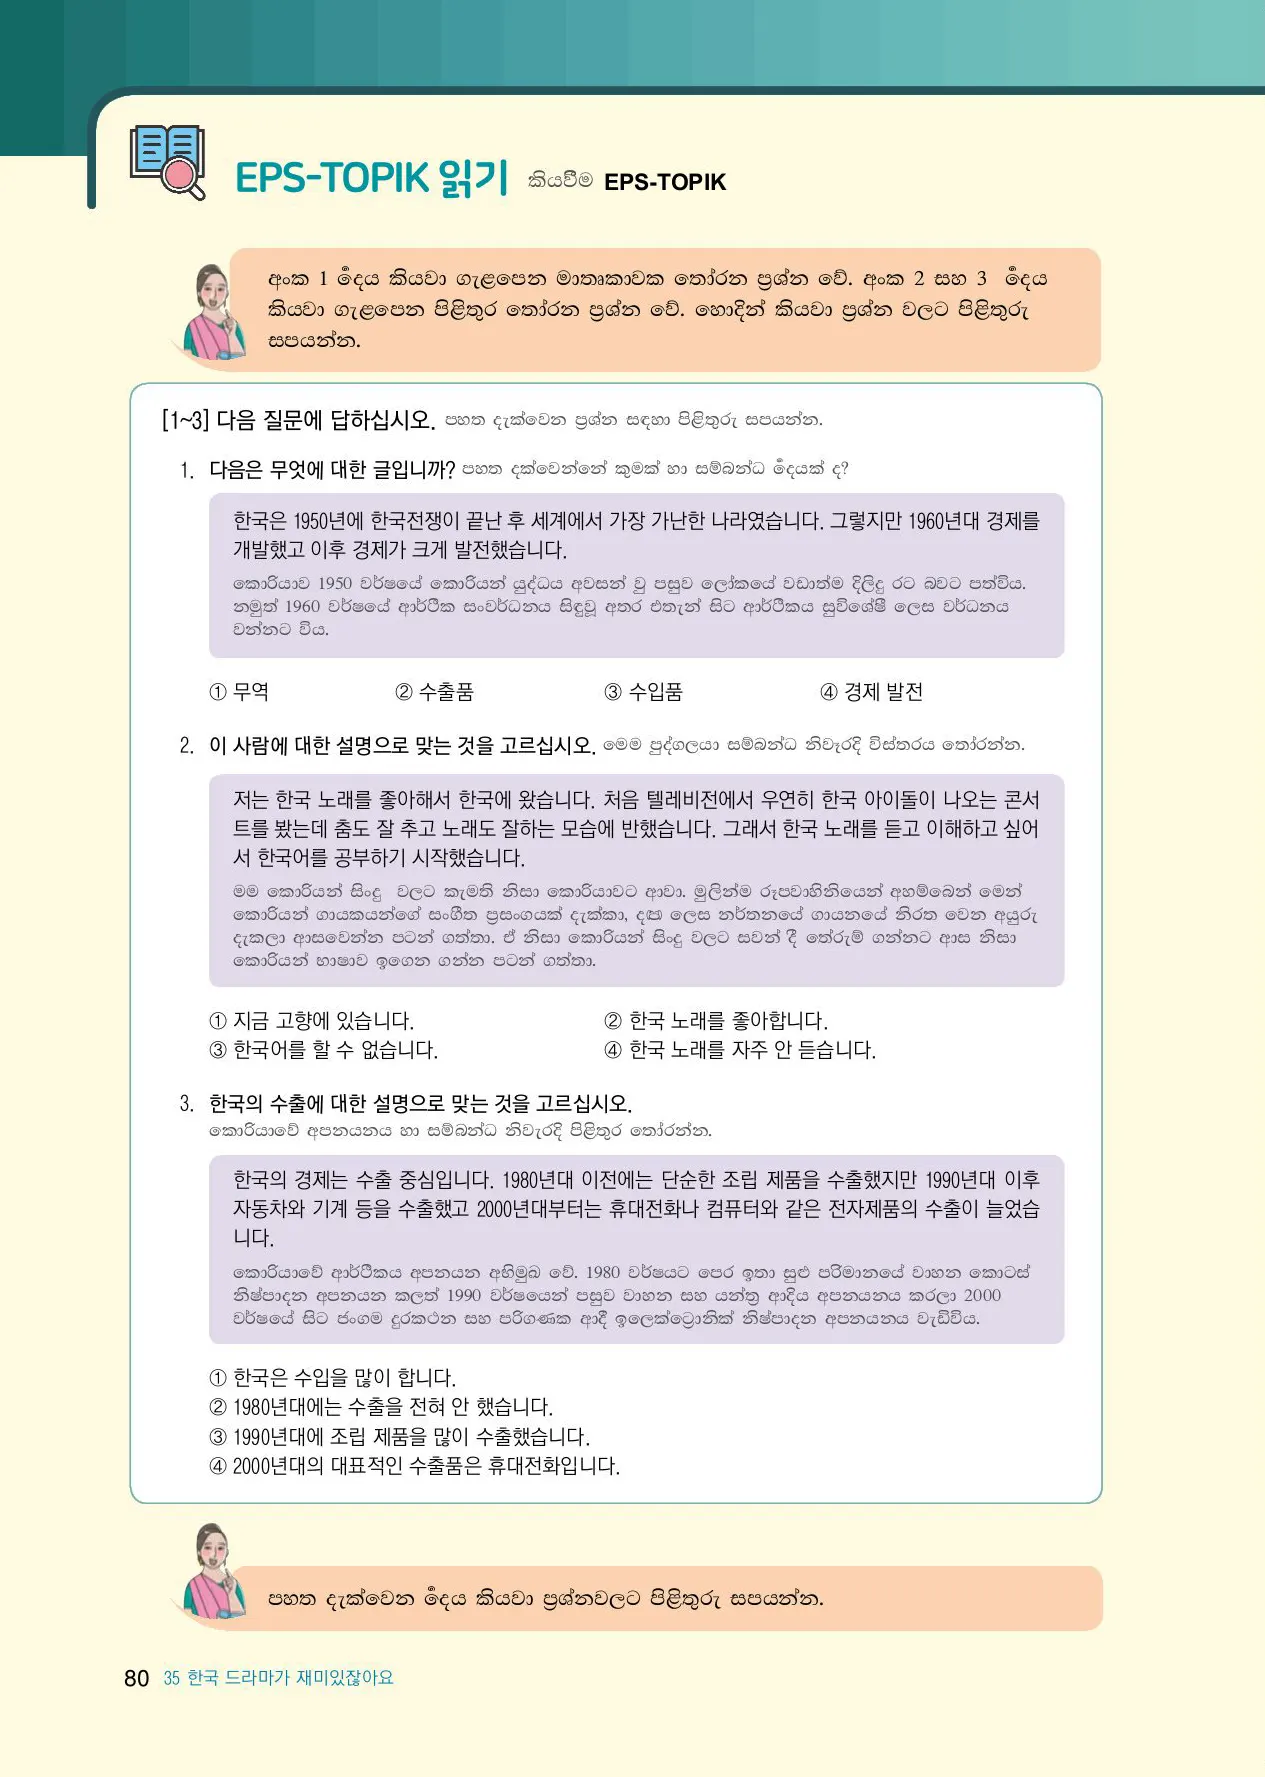 EPS-TOPIK 읽기 කියවීම EPS-TOPIK
අංක 1 ඡේදය කියවා ගැළපෙන මාතෘකාවක තෝරන ප්‍රශ්න වේ. අංක 2 සහ 3 ඡේදය
කියවා ගැළපෙන පිළිතුර තෝරන ප්‍රශ්න වේ. හොදින් කියවා ප්‍රශ්න වලට පිළිතුරු
සපයන්න.
[1~3] 다음 질문에 답하십시오. පහත දැක්වෙන ප්‍රශ්න සඳහා පිළිතුරු සපයන්න.
1. 다음은 무엇에 대한 글입니까? පහත දක්වෙන්නේ කුමක් හා සම්බන්ධ ඡේදයක් ද?
한국은 1950년에 한국전쟁이 끝난 후 세계에서 가장 가난한 나라였습니다. 그렇지만 1960년대 경제를
개발했고 이후 경제가 크게 발전했습니다.
කොරියාව 1950 වර්ෂයේ කොරියන් යුද්ධය අවසන් වු පසුව ලෝකයේ වඩාත්ම දිලිදු රට බවට පත්විය.
නමුත් 1960 වර්ෂයේ ආර්ථික සංවර්ධනය සිඳුවූ අතර එතැන් සිට ආර්ථිකය සුවිශේෂී ලෙස වර්ධනය
වන්නට විය.
① 무역 ② 수출품 ③ 수입품 ④ 경제 발전
2. 이 사람에 대한 설명으로 맞는 것을 고르십시오. මෙම පුද්ගලයා සම්බන්ධ නිවැරදි විස්තරය තෝරන්න.
저는 한국 노래를 좋아해서 한국에 왔습니다. 처음 텔레비전에서 우연히 한국 아이돌이 나오는 콘서
트를 봤는데 춤도 잘 추고 노래도 잘하는 모습에 반했습니다. 그래서 한국 노래를 듣고 이해하고 싶어
서 한국어를 공부하기 시작했습니다.
මම කොරියන් සිංදු වලට කැමති නිසා කොරියාවට ආවා. මුලින්ම රූපවාහිනියෙන් අහම්බෙන් මෙන්
කොරියන් ගායකයන්ගේ සංගීත ප්‍රසංගයක් දැක්කා, දඤ ලෙස නර්තනයේ ගායනයේ නිරත වෙන අයුරු
දැකලා ආසවෙන්න පටන් ගත්තා. ඒ නිසා කොරියන් සිංදු වලට සවන් දී තේරුම් ගන්නට ආස නිසා
කොරියන් භාෂාව ඉගෙන ගන්න පටන් ගත්තා.
① 지금 고향에 있습니다. ② 한국 노래를 좋아합니다.
③ 한국어를 할 수 없습니다. ④ 한국 노래를 자주 안 듣습니다.
3. 한국의 수출에 대한 설명으로 맞는 것을 고르십시오.
කොරියාවේ අපනයනය හා සම්බන්ධ නිවැරදි පිළිතුර තෝරන්න.
한국의 경제는 수출 중심입니다. 1980년대 이전에는 단순한 조립 제품을 수출했지만 1990년대 이후
자동차와 기계 등을 수출했고 2000년대부터는 휴대전화나 컴퓨터와 같은 전자제품의 수출이 늘었습
니다.
කොරියාවේ ආර්ථිකය අපනයන අභිමුඛ වේ. 1980 වර්ෂයට පෙර ඉතා සුළු පරිමානයේ වාහන කොටස්
නිෂ්පාදන අපනයන කලත් 1990 වර්ෂයෙන් පසුව වාහන සහ යන්ත්‍ර ආදිය අපනයනය කරලා 2000
වර්ෂයේ සිට ජංගම දුරකථන සහ පරිගණක ආදී ඉලෙක්ට්‍රොනික් නිෂ්පාදන අපනයනය වැඩිවිය.
① 한국은 수입을 많이 합니다.
② 1980년대에는 수출을 전혀 안 했습니다.
③ 1990년대에 조립 제품을 많이 수출했습니다.
④ 2000년대의 대표적인 수출품은 휴대전화입니다.
පහත දැක්වෙන ඡේදය කියවා ප්‍රශ්නවලට පිළිතුරු සපයන්න.
80 35 한국 드라마가 재미있잖아요